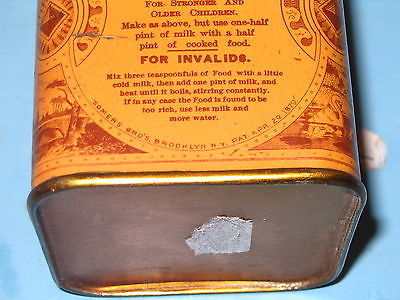 For Stronger and
Older Children.
Make as above, but use one-half
pint of milk with a half
pint of cooked food.
FOR INVALIDS.
Mix three teaspoonfuls of Food with a little
cold milk, then add one pint of milk, and
heat until it boils, stirring constantly.
If in any case the Food is found to be
too rich, use less milk and
more water.
SOMERS BRO'S, BROOKLYN N.Y. PAT. APR. 29, 1879